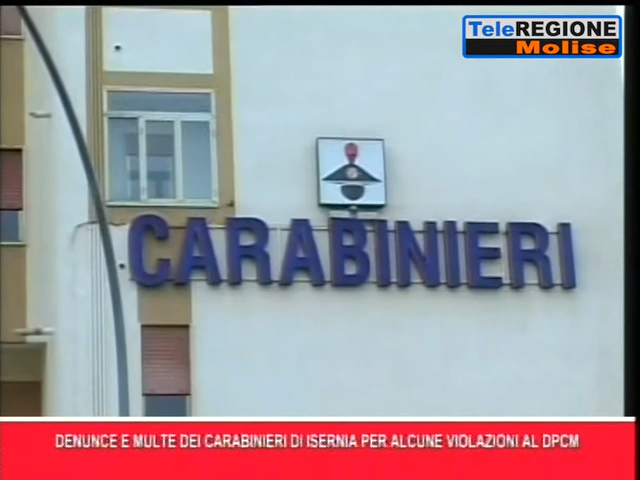 TeleREGIONE
Molise
CARABINIERI
DENUNCE E MULTE DEI CARABINIERI DI ISERNIA PER ALCUNE VIOLAZIONI AL DPCM